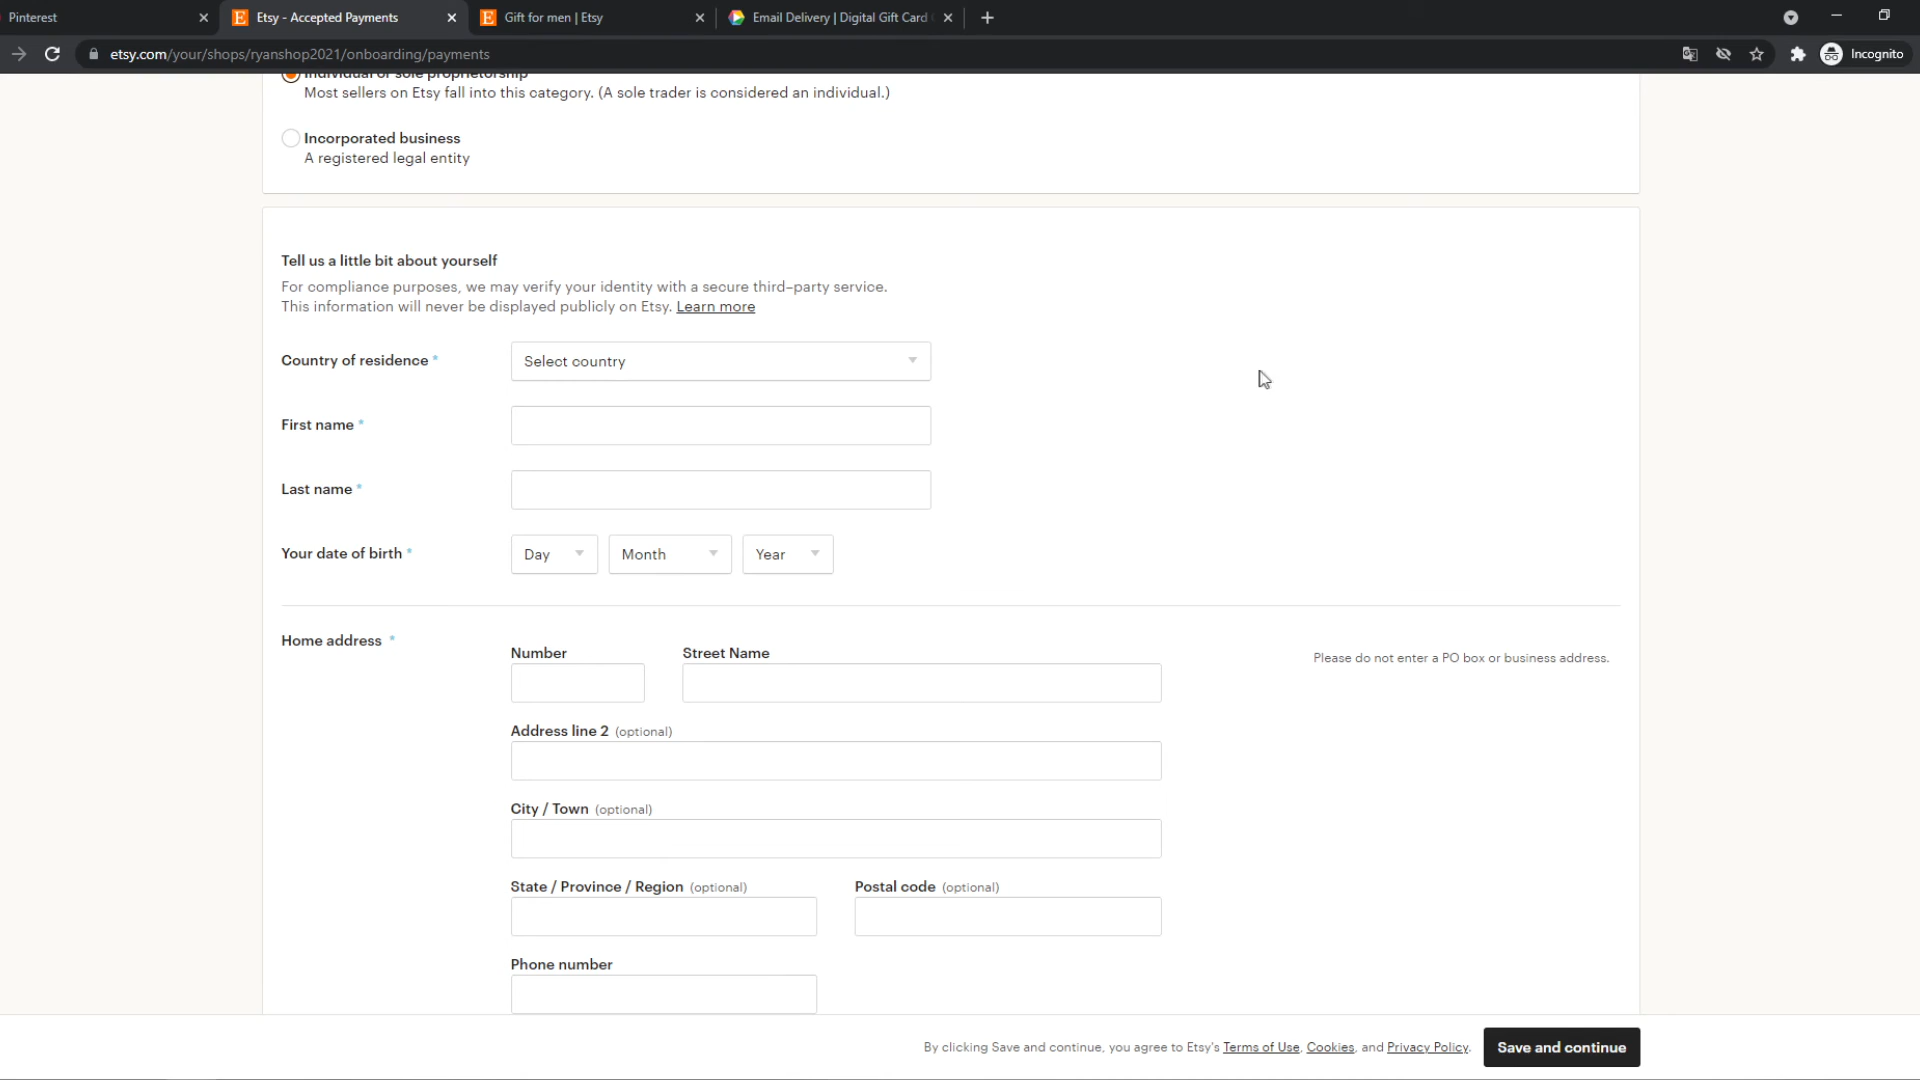 Pinterest
Etsy - Accepted Payments
Gift for men | Etsy
Email Delivery | Digital Gift Card
etsy.com/your/shops/ryanshop2021/onboarding/payments
Incognito
Individual or sole proprietorship
Most sellers on Etsy fall into this category. (A sole trader is considered an individual.)
Incorporated business
A registered legal entity
Tell us a little bit about yourself
For compliance purposes, we may verify your identity with a secure third-party service.
This information will never be displayed publicly on Etsy. Learn more
Country of residence *
Select country
First name *
Last name *
Your date of birth *
Day
Month
Year
Home address *
Number
Street Name
Please do not enter a PO box or business address.
Address line 2 (optional)
City / Town (optional)
State / Province / Region (optional)
Postal code (optional)
Phone number
By clicking Save and continue, you agree to Etsy's Terms of Use, Cookies, and Privacy Policy.
Save and continue